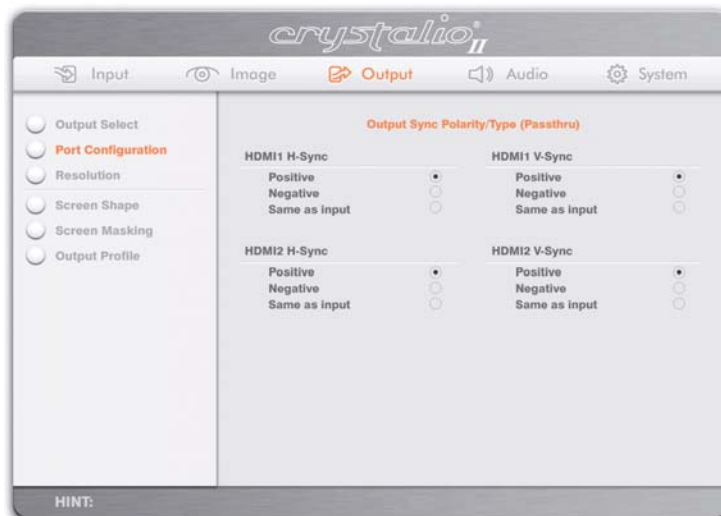 crystalio® II
Input Image Output Audio System
Output Select
Port Configuration
Resolution
Screen Shape
Screen Masking
Output Profile
Output Sync Polarity/Type (Passthru)
HDMI1 H-Sync
Positive
Negative
Same as input
HDMI1 V-Sync
Positive
Negative
Same as input
HDMI2 H-Sync
Positive
Negative
Same as input
HDMI2 V-Sync
Positive
Negative
Same as input
HINT: